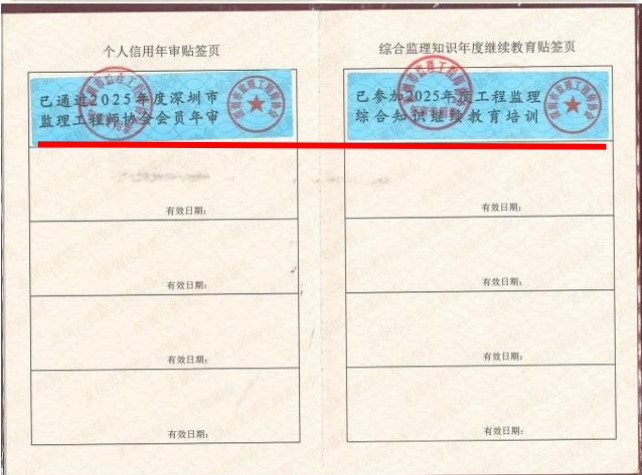 个人信用年审贴签页
已通过2025年度深圳市
监理工程师协会会员年审
有效日期:
有效日期:
有效日期:
有效日期:
综合监理知识年度继续教育贴签页
已参加2025年度工程监理
综合知识继续教育培训
有效日期:
有效日期:
有效日期:
有效日期: